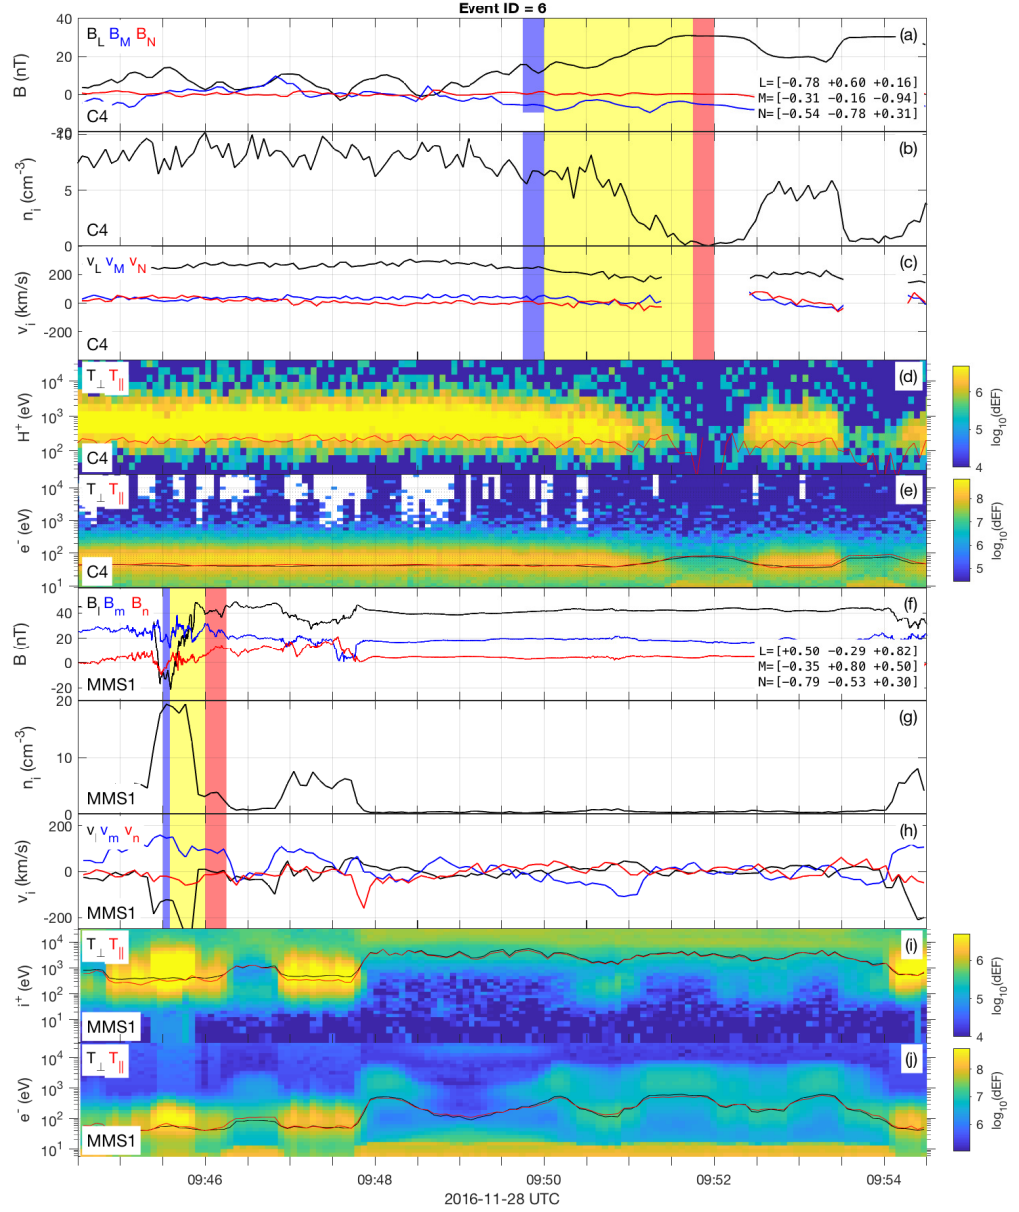 Event ID = 6
B_L B_M B_N
(a)
40
20
0
-20
B (nT)
C4
L=[−0.78 +0.60 +0.16]
M=[−0.31 −0.16 −0.94]
N=[−0.54 −0.78 +0.31]
(b)
10
5
0
n_i (cm^-3)
C4
v_L v_M v_N
(c)
200
0
-200
v_i (km/s)
C4
T_⊥ T_||
(d)
10^4
10^3
10^2
H^+ (eV)
C4
6
5
4
log_10(dEF)
T_⊥ T_||
(e)
10^4
10^3
10^2
10^1
e^- (eV)
C4
8
7
6
5
log_10(dEF)
B_l B_m B_n
(f)
40
20
0
-20
B (nT)
MMS1
L=[+0.50 −0.29 +0.82]
M=[−0.35 +0.80 +0.50]
N=[−0.79 −0.53 +0.30]
(g)
20
10
0
n_i (cm^-3)
MMS1
v_l v_m v_n
(h)
200
0
-200
v_i (km/s)
MMS1
T_⊥ T_||
(i)
10^4
10^3
10^2
10^1
i^+ (eV)
MMS1
6
5
4
log_10(dEF)
T_⊥ T_||
(j)
10^4
10^3
10^2
10^1
e^- (eV)
MMS1
8
7
6
log_10(dEF)
09:46 09:48 09:50 09:52 09:54
2016-11-28 UTC